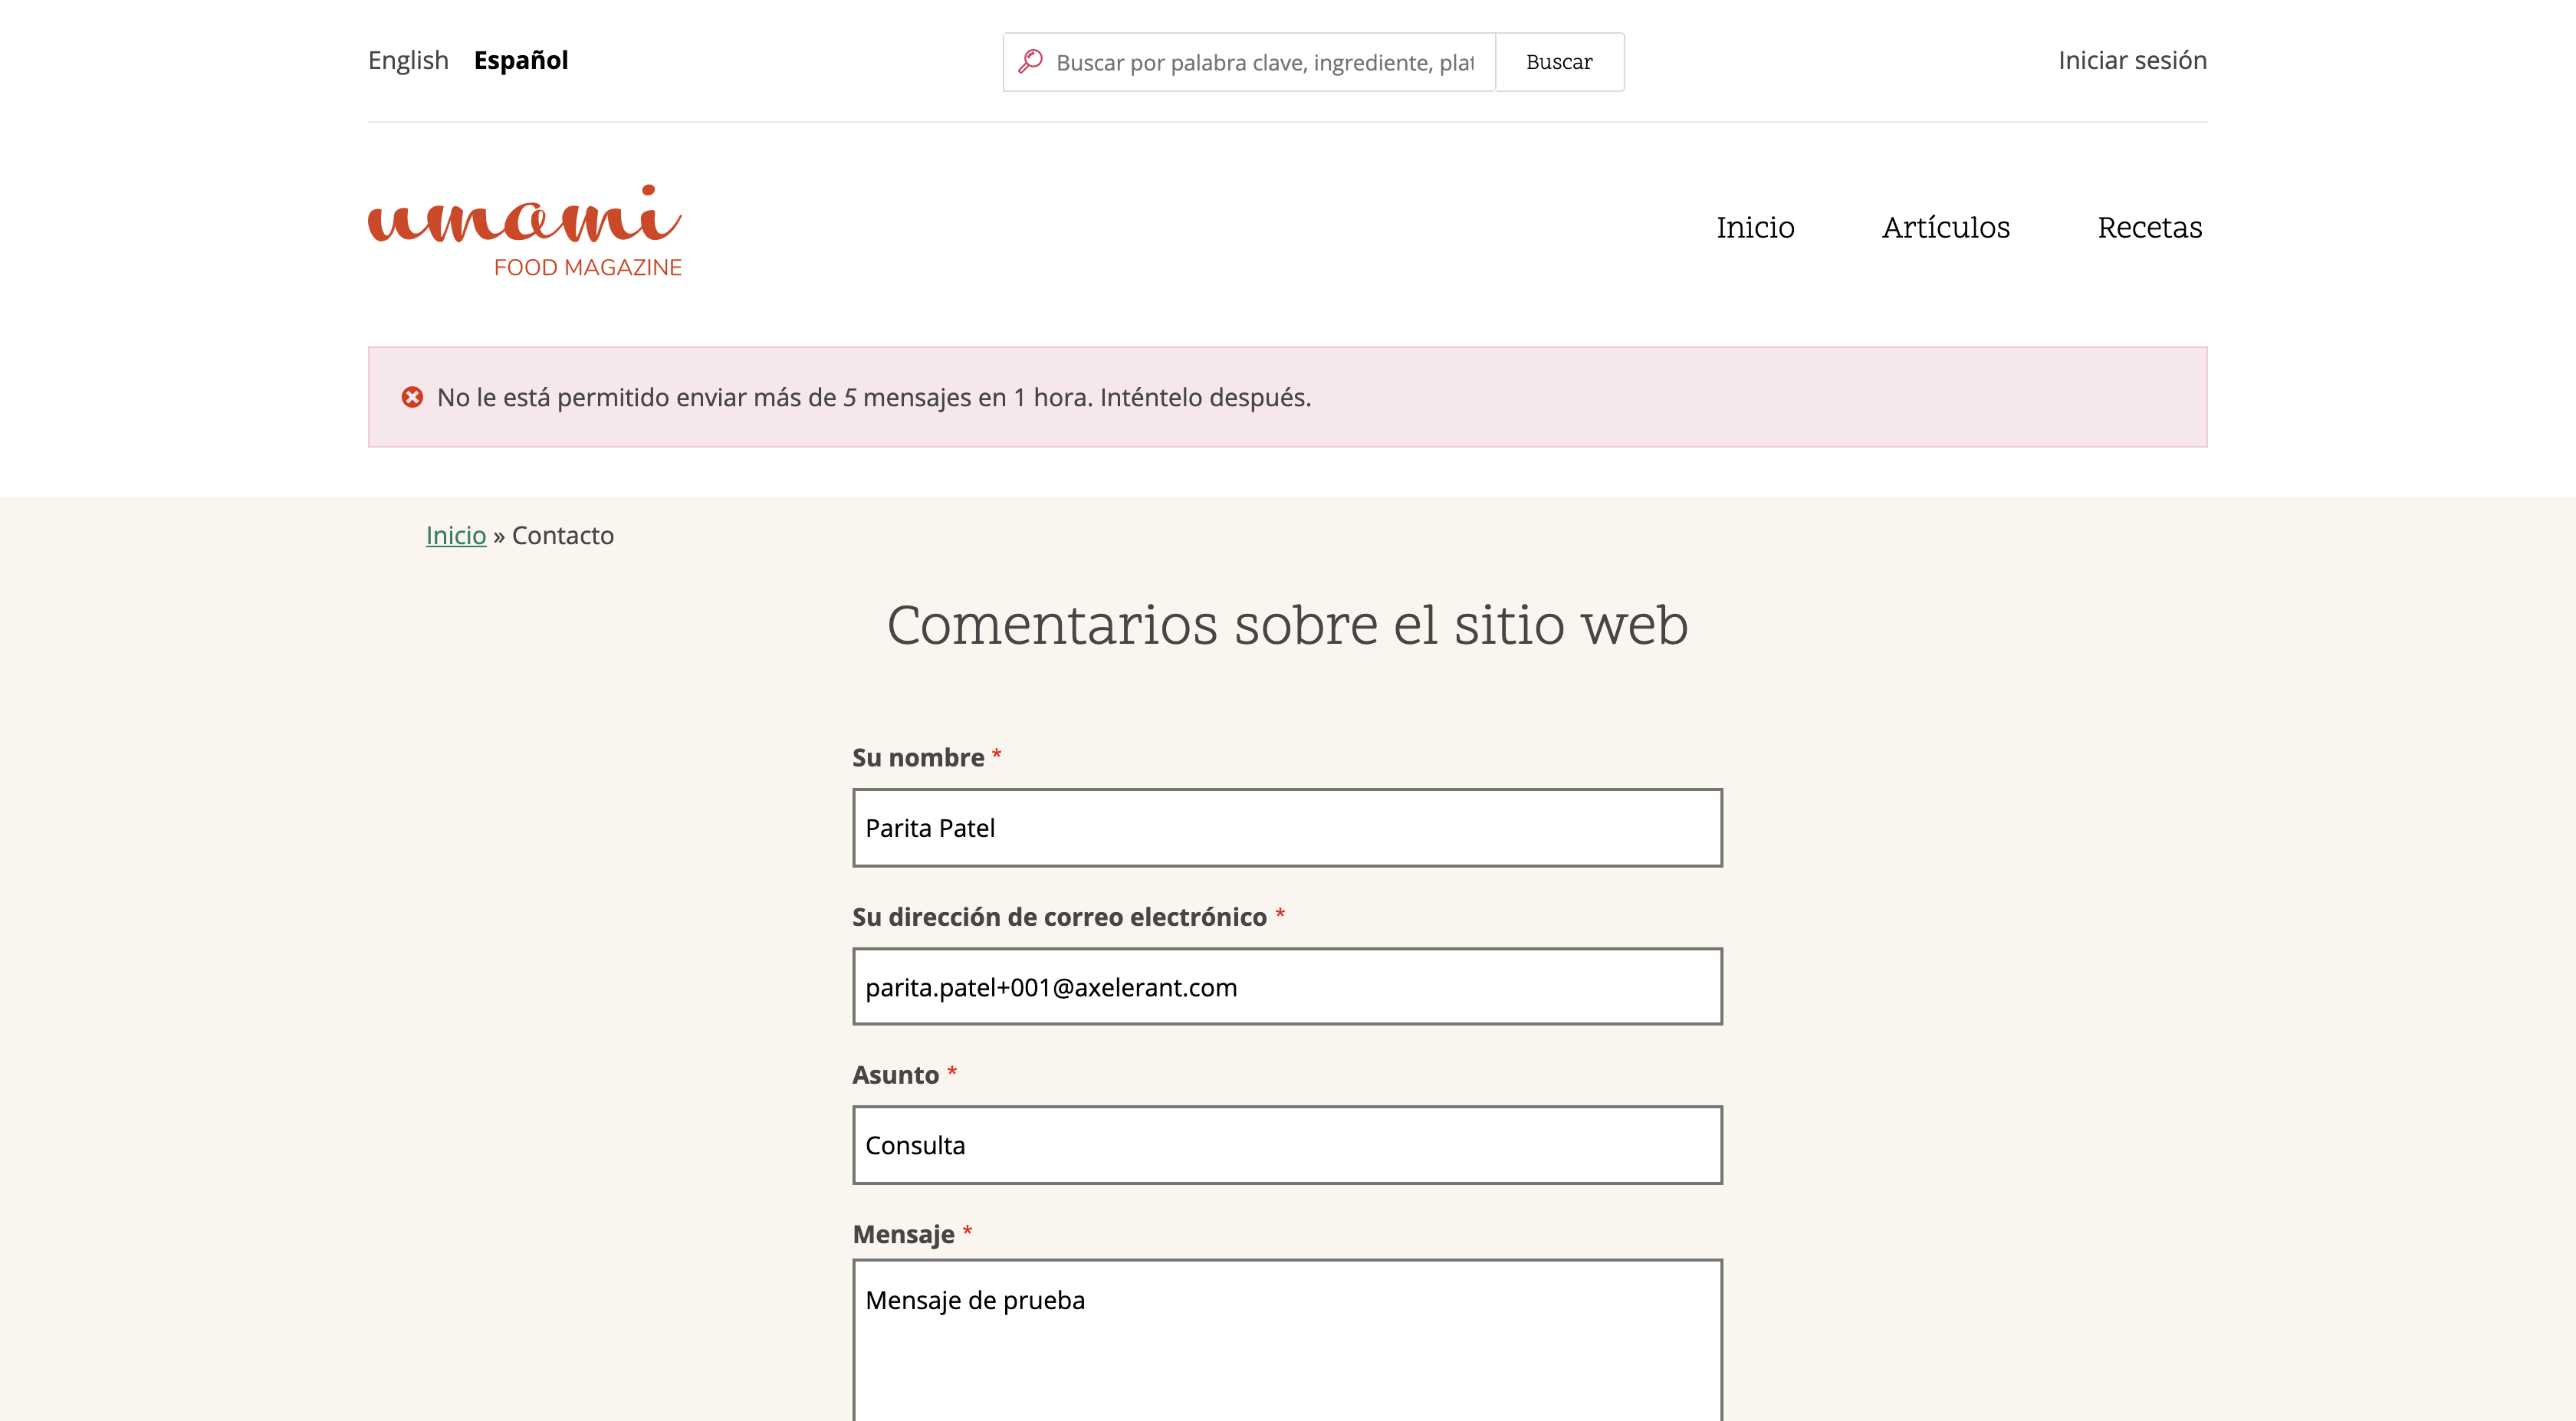 English Español
Buscar por palabra clave, ingrediente, plat
Buscar
Iniciar sesión
umami
FOOD MAGAZINE
Inicio Artículos Recetas
No le está permitido enviar más de 5 mensajes en 1 hora. Inténtelo después.
Inicio » Contacto
Comentarios sobre el sitio web
Su nombre *
Parita Patel
Su dirección de correo electrónico *
parita.patel+001@axelerant.com
Asunto *
Consulta
Mensaje *
Mensaje de prueba